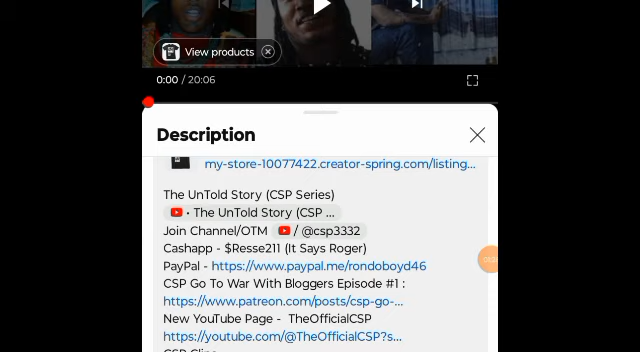 View products
0:00 / 20:06
Description
my-store-10077422.creator-spring.com/listing...
The UnTold Story (CSP Series)
• The UnTold Story (CSP ...
Join Channel/OTM / @csp3332
Cashapp - $Resse211 (It Says Roger)
PayPal - https://www.paypal.me/rondoboyd46
CSP Go To War With Bloggers Episode #1 :
https://www.patreon.com/posts/csp-go-...
New YouTube Page - TheOfficialCSP
https://youtube.com/@TheOfficialCSP?s...